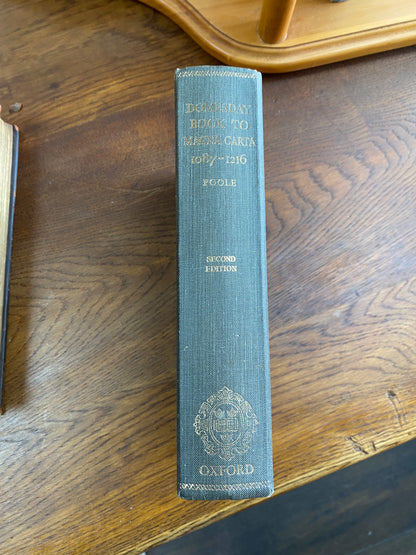 DOMESDAY
BOOK TO
MAGNA CARTA
1087–1216
POOLE
SECOND
EDITION
OXFORD